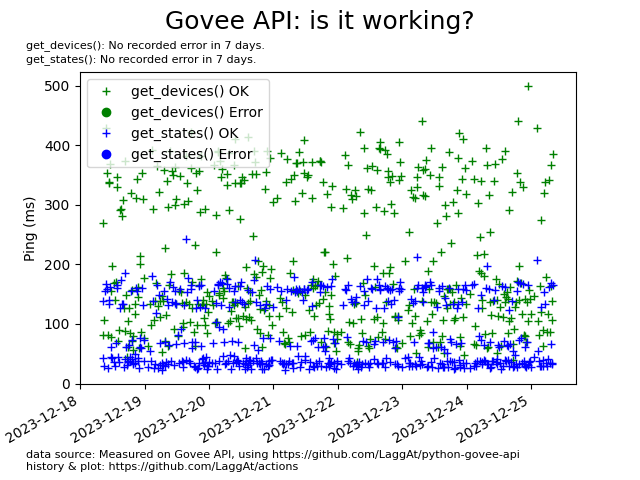 Govee API: is it working?
get_devices(): No recorded error in 7 days.
get_states(): No recorded error in 7 days.
get_devices() OK
get_devices() Error
get_states() OK
get_states() Error
Ping (ms)
500
400
300
200
100
0
2023-12-18
2023-12-19
2023-12-20
2023-12-21
2023-12-22
2023-12-23
2023-12-24
2023-12-25
data source: Measured on Govee API, using https://github.com/LaggAt/python-govee-api
history & plot: https://github.com/LaggAt/actions